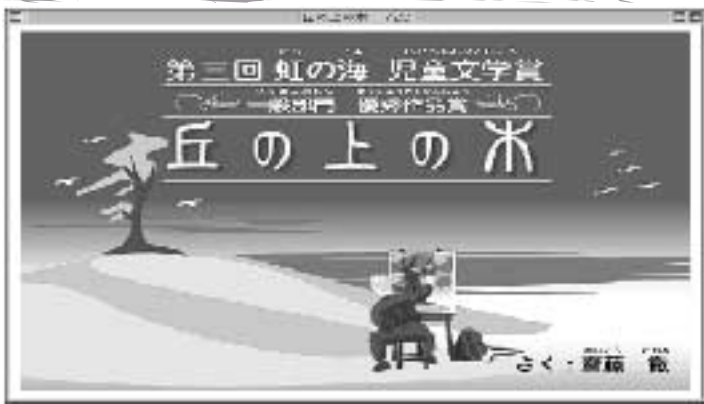 第三回 虹の海 児童文学賞
一般部門 優秀作品賞
丘の上の木
さく・齋藤 徹